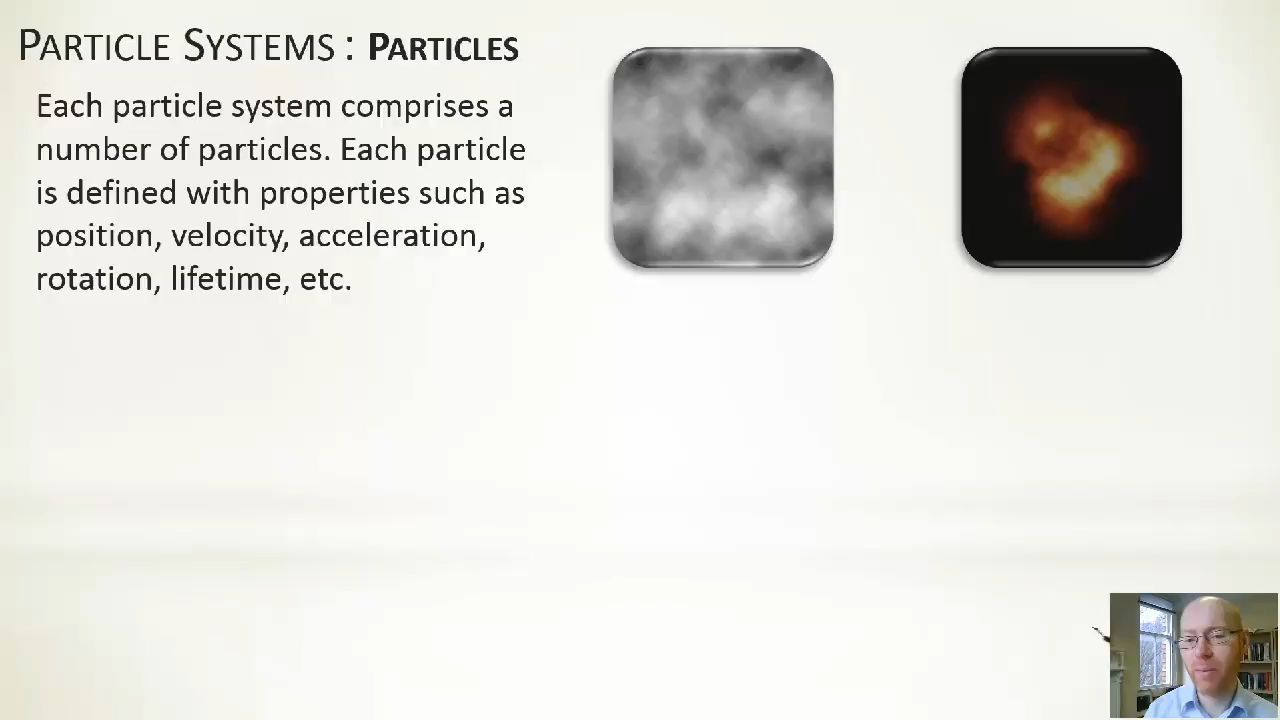 PARTICLE SYSTEMS : PARTICLES
Each particle system comprises a
number of particles. Each particle
is defined with properties such as
position, velocity, acceleration,
rotation, lifetime, etc.